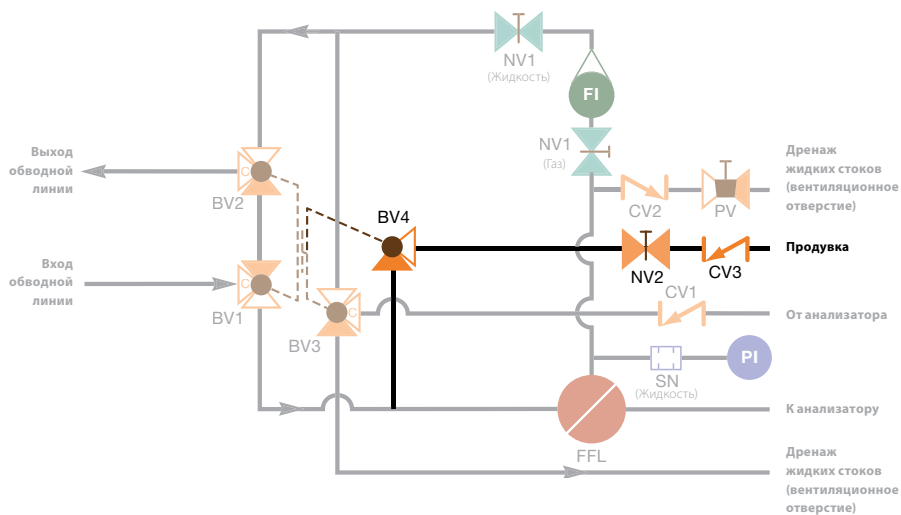 NV1
(Жидкость)
FI
NV1
(Газ)
Выход
обводной
линии
C
BV2
Дренаж
жидких стоков
(вентиляционное
отверстие)
CV2
PV
BV4
Продувка
NV2
CV3
Вход
обводной
линии
C
BV1
CV1
C
BV3
От анализатора
PI
SN
(Жидкость)
К анализатору
FFL
Дренаж
жидких стоков
(вентиляционное
отверстие)